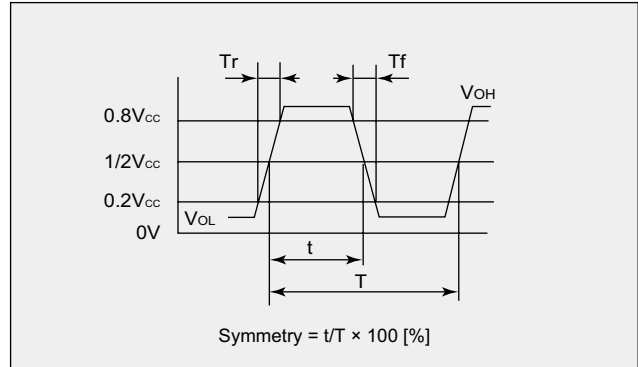 Tr
Tf
VOH
0.8Vcc
1/2Vcc
0.2Vcc
VOL
0V
t
T
Symmetry = t/T × 100 [%]